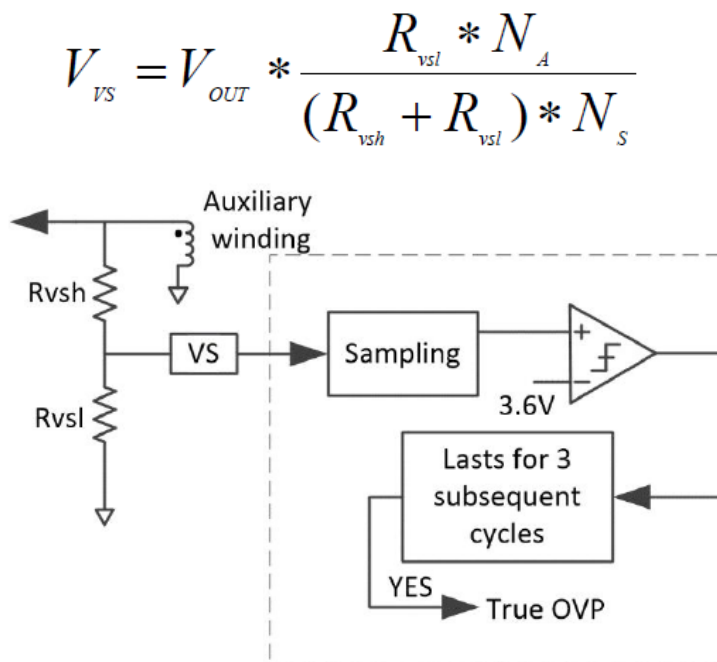 V_VS = V_OUT * (R_vsl * N_A) / ((R_vsh + R_vsl) * N_S)
Auxiliary
winding
Rvsh
VS
Sampling
+
−
3.6V
Rvsl
Lasts for 3
subsequent
cycles
YES
True OVP